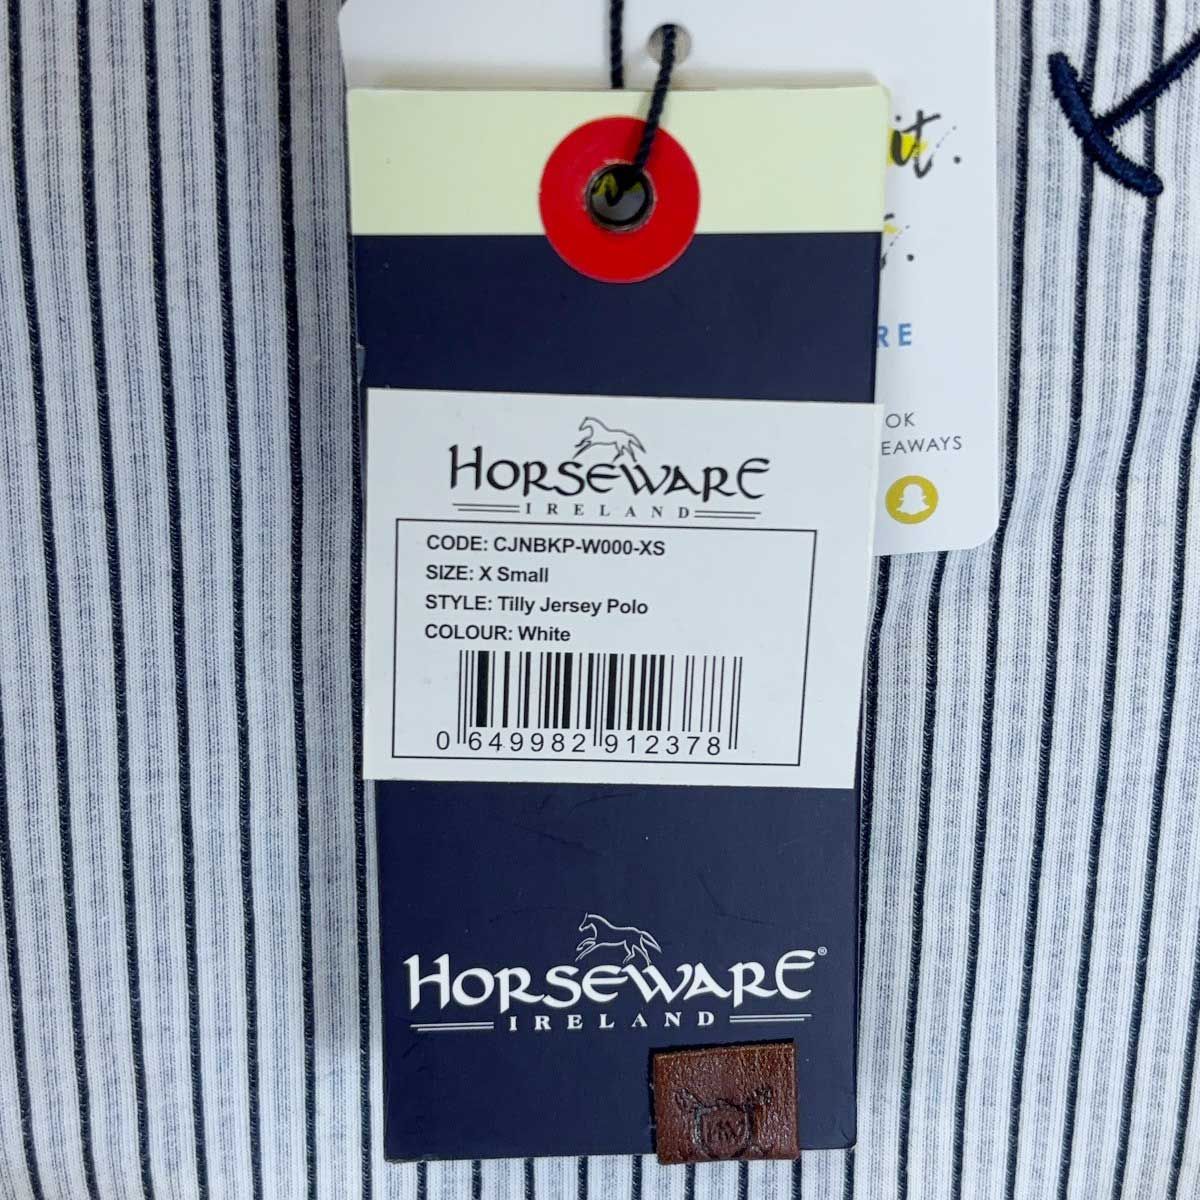 it.
RE
OK
EAWAYS
HORSEWARE
IRELAND
CODE: CJNBKP-W000-XS
SIZE: X Small
STYLE: Tilly Jersey Polo
COLOUR: White
0 649982 912378
HORSEWARE®
IRELAND